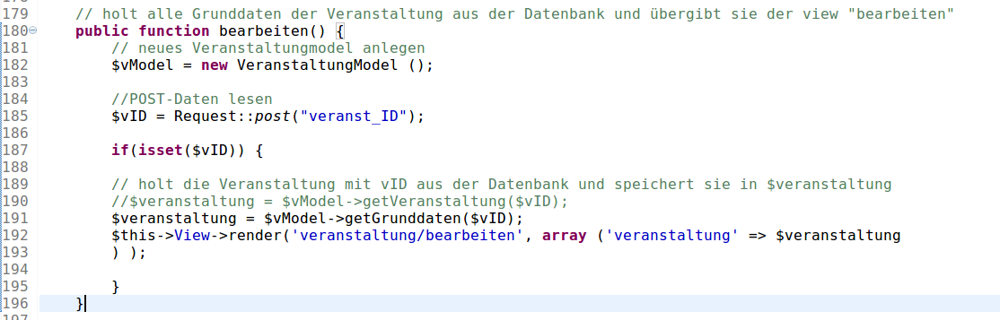 179 // holt alle Grunddaten der Veranstaltung aus der Datenbank und übergibt sie der view "bearbeiten"
180 public function bearbeiten() {
181 // neues Veranstaltungmodel anlegen
182 $vModel = new VeranstaltungModel ();
183
184 //POST-Daten lesen
185 $vID = Request::post("veranst_ID");
186
187 if(isset($vID)) {
188
189 // holt die Veranstaltung mit vID aus der Datenbank und speichert sie in $veranstaltung
190 //$veranstaltung = $vModel->getVeranstaltung($vID);
191 $veranstaltung = $vModel->getGrunddaten($vID);
192 $this->View->render('veranstaltung/bearbeiten', array ('veranstaltung' => $veranstaltung
193 ) );
194
195 }
196 }